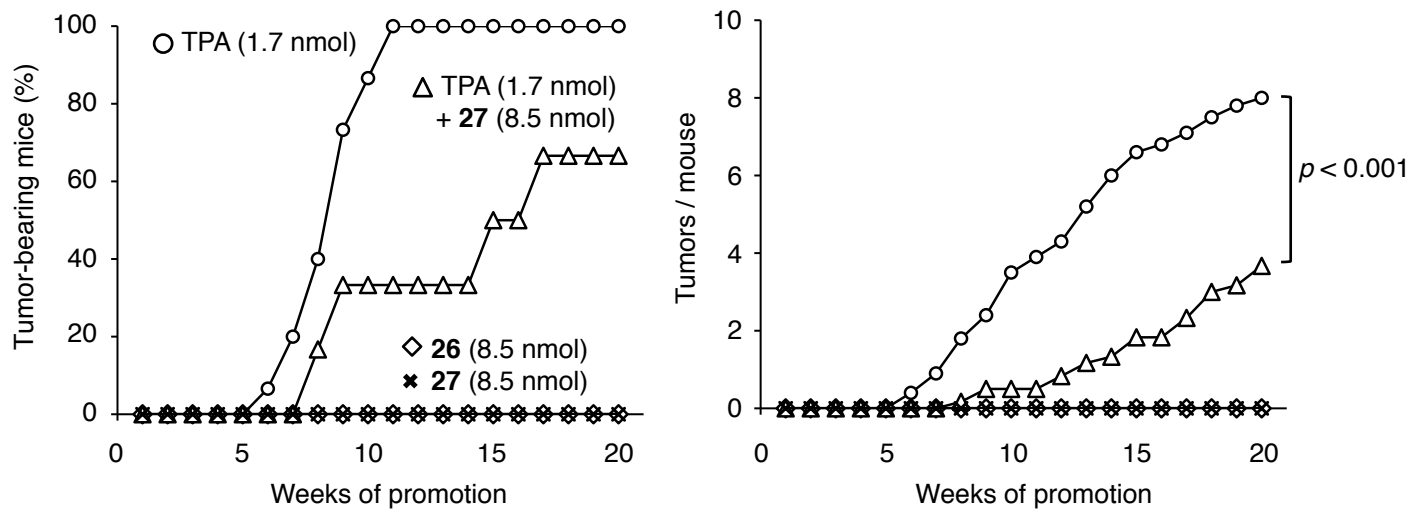 Tumor-bearing mice (%)
100
80
60
40
20
0
TPA (1.7 nmol)
TPA (1.7 nmol)
+ 27 (8.5 nmol)
26 (8.5 nmol)
27 (8.5 nmol)
0 5 10 15 20
Weeks of promotion
Tumors / mouse
10
8
6
4
2
0
p < 0.001
0 5 10 15 20
Weeks of promotion